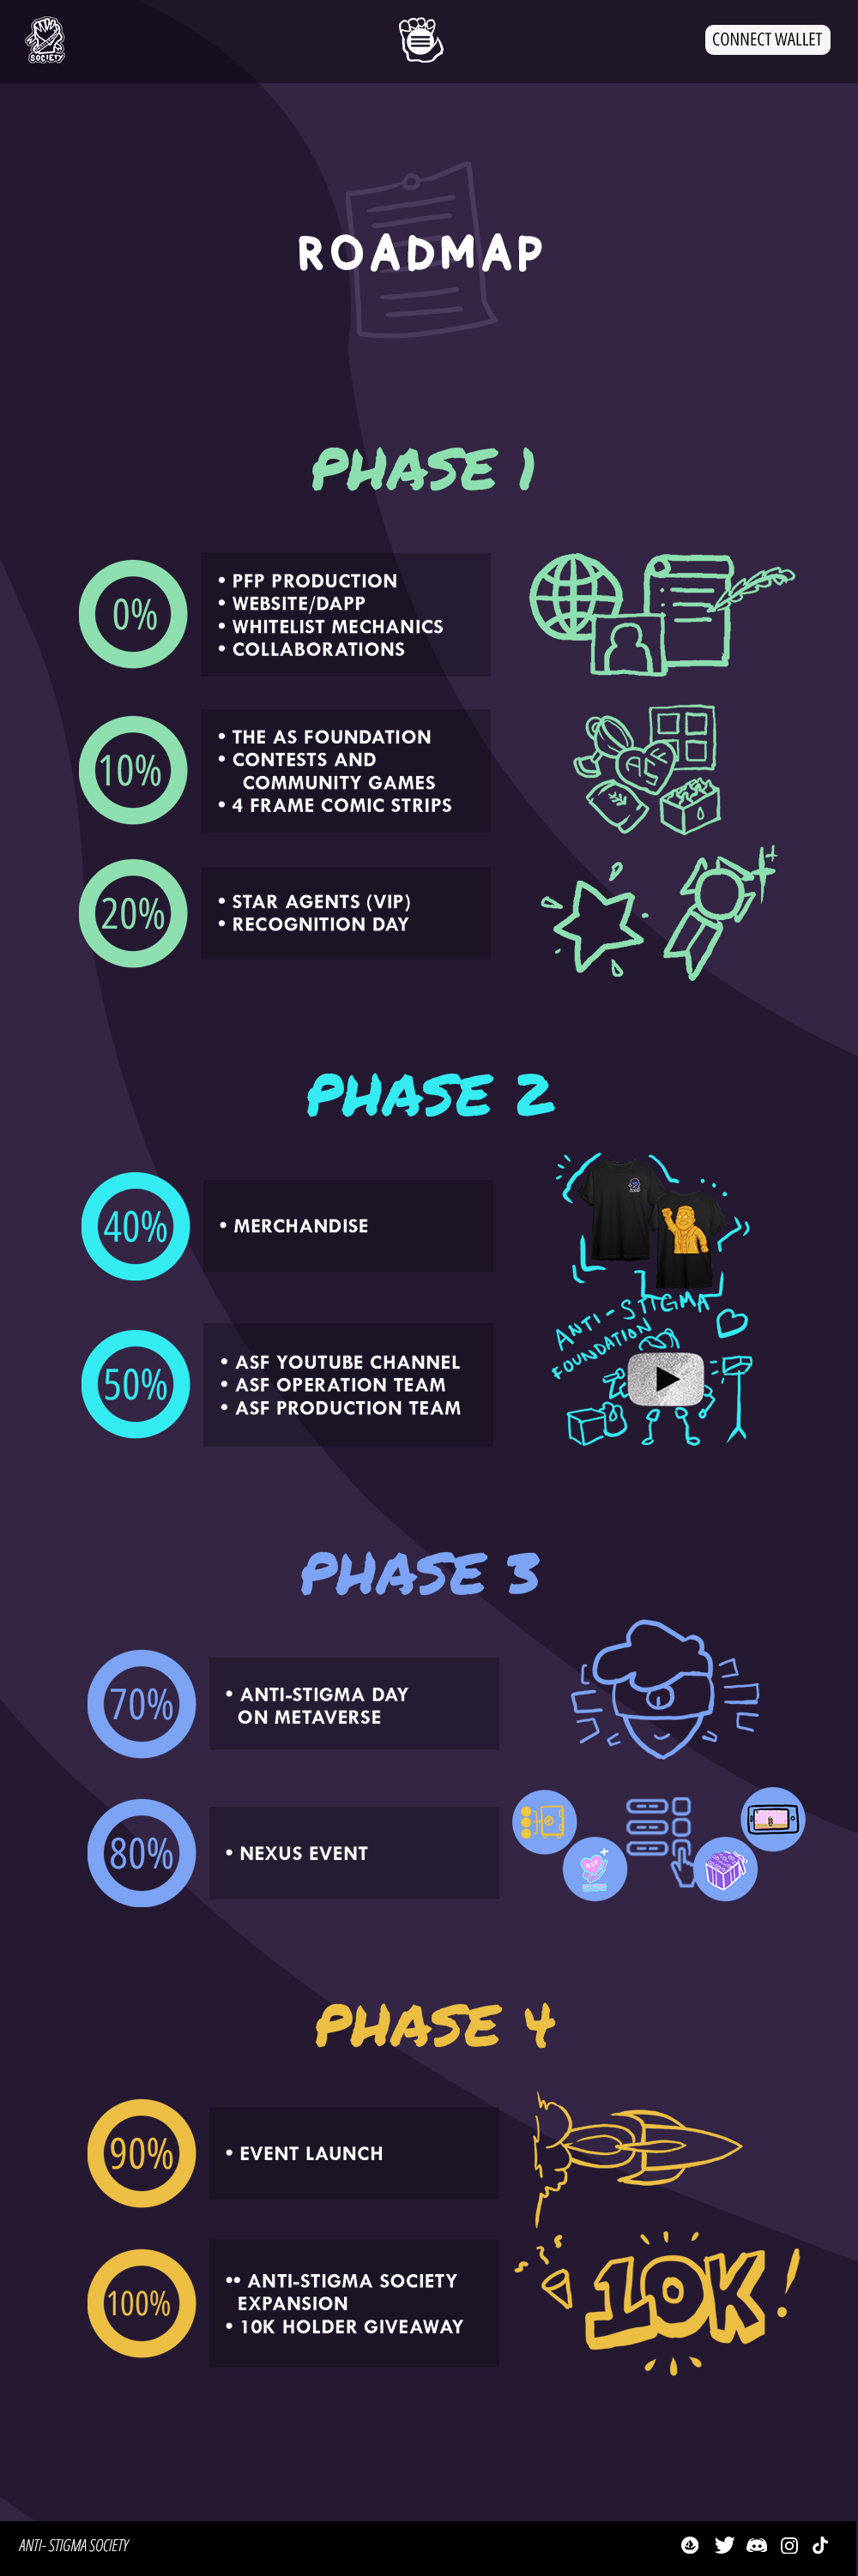 SOCIETY
CONNECT WALLET
ROADMAP
PHASE 1
0%
• PFP PRODUCTION
• WEBSITE/DAPP
• WHITELIST MECHANICS
• COLLABORATIONS
10%
• THE AS FOUNDATION
• CONTESTS AND
COMMUNITY GAMES
• 4 FRAME COMIC STRIPS
ASF
20%
• STAR AGENTS (VIP)
• RECOGNITION DAY
PHASE 2
40%
• MERCHANDISE
50%
• ASF YOUTUBE CHANNEL
• ASF OPERATION TEAM
• ASF PRODUCTION TEAM
ANTI-STIGMA
FOUNDATION
PHASE 3
70%
• ANTI-STIGMA DAY
ON METAVERSE
80%
• NEXUS EVENT
ASF
PHASE 4
90%
• EVENT LAUNCH
100%
•• ANTI-STIGMA SOCIETY
EXPANSION
• 10K HOLDER GIVEAWAY
10K!
ANTI- STIGMA SOCIETY